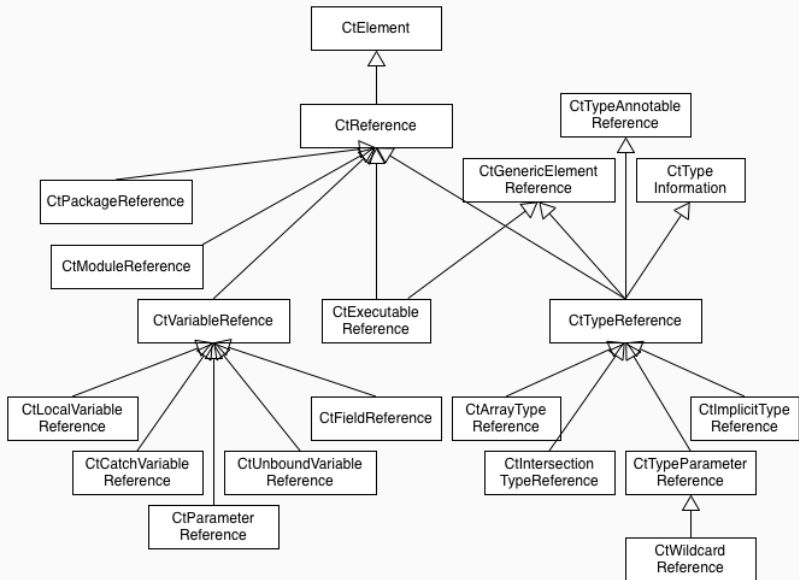 CtElement
CtReference
CtTypeAnnotable
Reference
CtGenericElement
Reference
CtType
Information
CtPackageReference
CtModuleReference
CtVariableRefence
CtExecutable
Reference
CtTypeReference
CtLocalVariable
Reference
CtFieldReference
CtArrayType
Reference
CtImplicitType
Reference
CtCatchVariable
Reference
CtUnboundVariable
Reference
CtIntersection
TypeReference
CtTypeParameter
Reference
CtParameter
Reference
CtWildcard
Reference